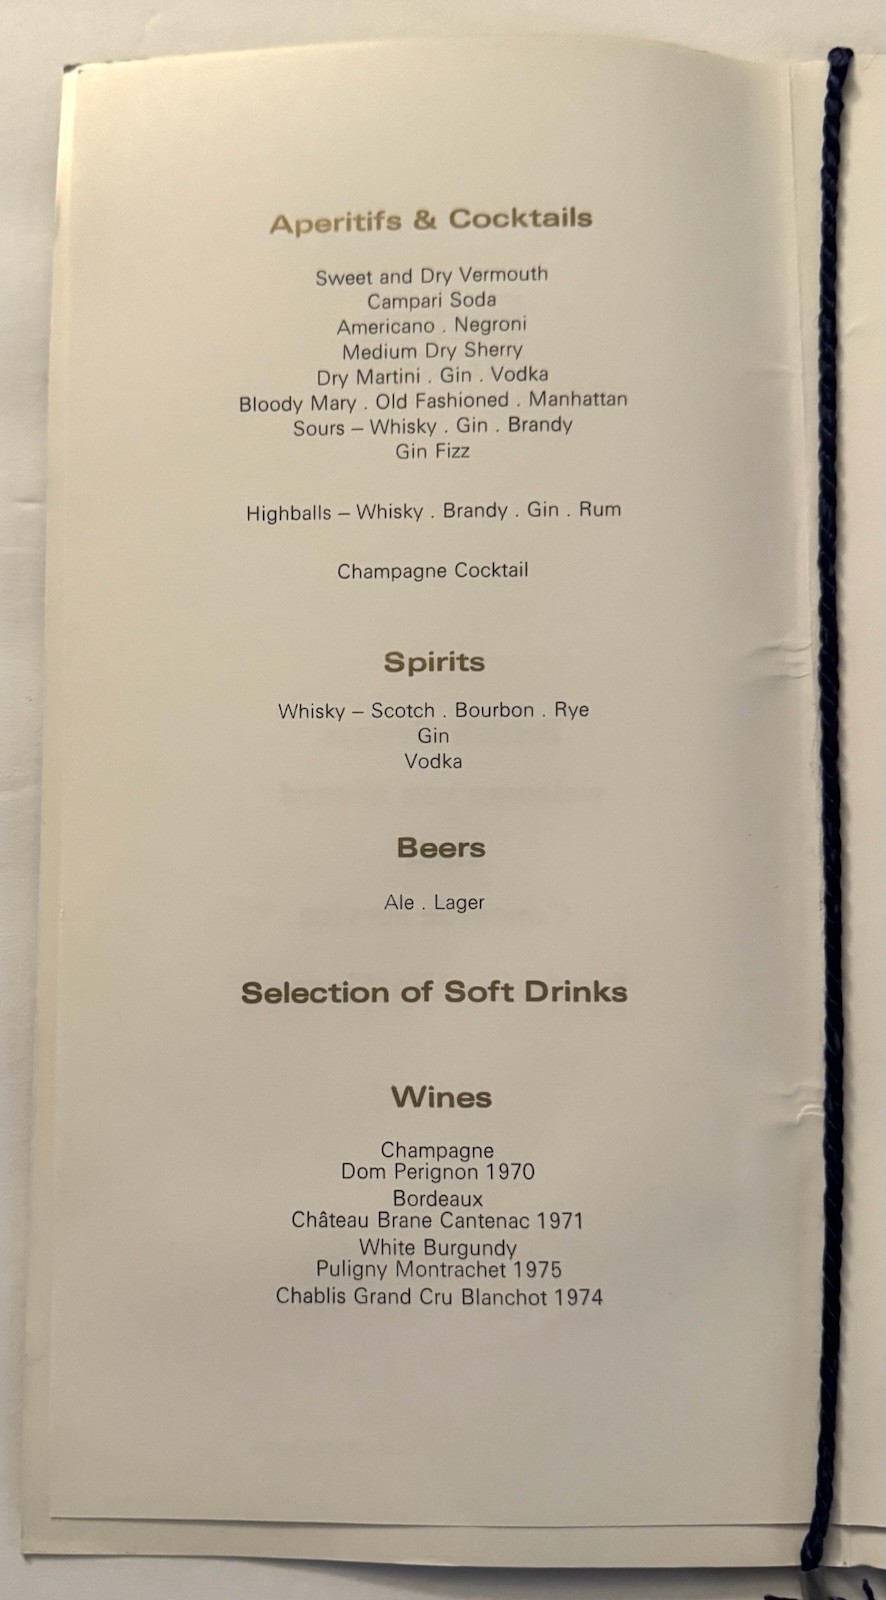 Aperitifs & Cocktails
Sweet and Dry Vermouth
Campari Soda
Americano . Negroni
Medium Dry Sherry
Dry Martini . Gin . Vodka
Bloody Mary . Old Fashioned . Manhattan
Sours – Whisky . Gin . Brandy
Gin Fizz
Highballs – Whisky . Brandy . Gin . Rum
Champagne Cocktail
Spirits
Whisky – Scotch . Bourbon . Rye
Gin
Vodka
Beers
Ale . Lager
Selection of Soft Drinks
Wines
Champagne
Dom Perignon 1970
Bordeaux
Château Brane Cantenac 1971
White Burgundy
Puligny Montrachet 1975
Chablis Grand Cru Blanchot 1974